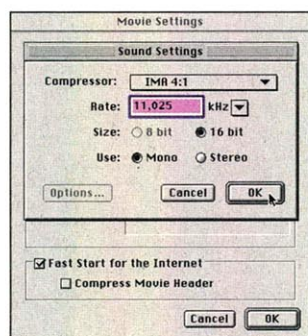 Movie Settings
Sound Settings
Compressor: IMA 4:1
Rate: 11,025 kHz
Size: 8 bit 16 bit
Use: Mono Stereo
Options... Cancel OK
Fast Start for the Internet
Compress Movie Header
Cancel OK